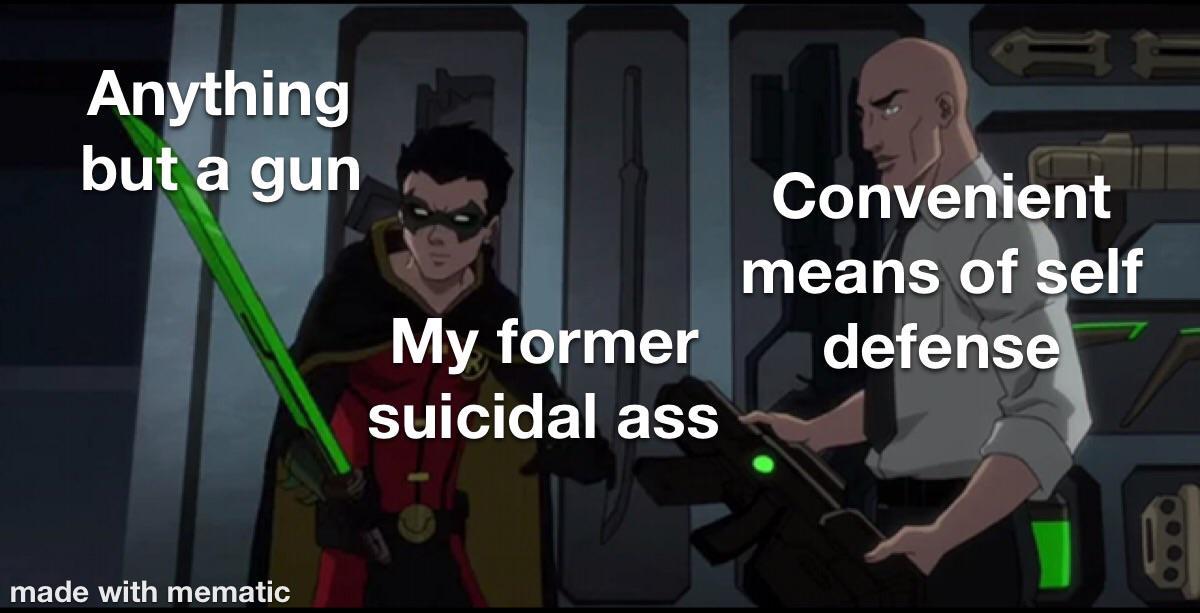 Anything
but a gun
Convenient
means of self
defense
My former
suicidal ass
made with mematic